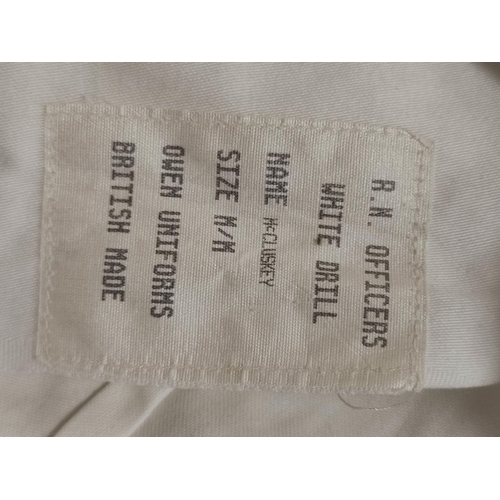 R.N. OFFICERS
WHITE DRILL
NAME McCLUSKEY
SIZE M/M
OWEN UNIFORMS
BRITISH MADE